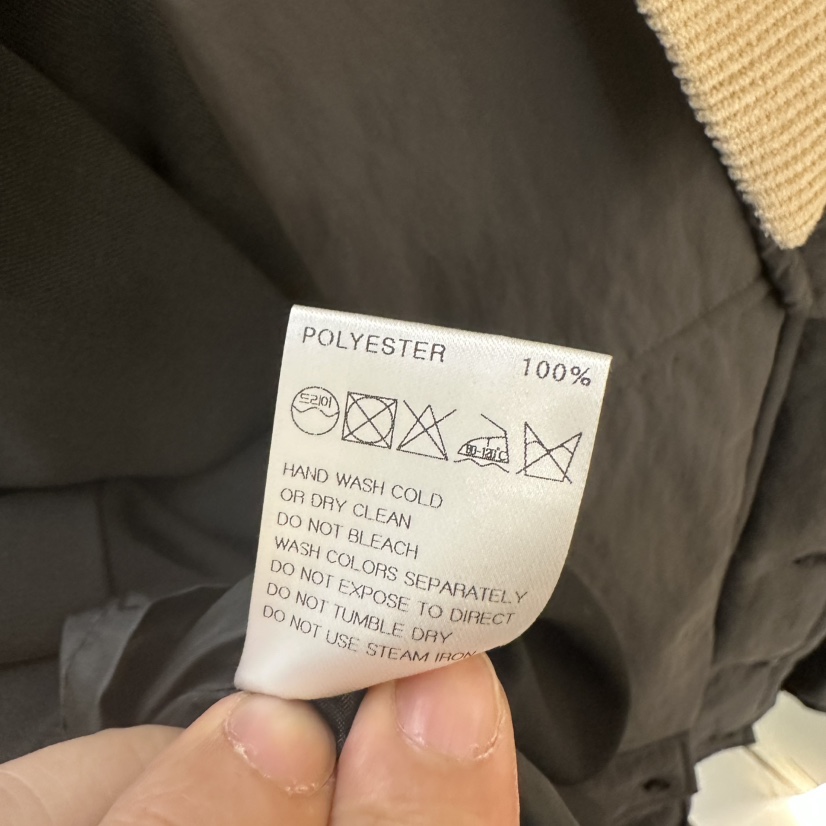 POLYESTER 100%
드라이 80-120°C
HAND WASH COLD
OR DRY CLEAN
DO NOT BLEACH
WASH COLORS SEPARATELY
DO NOT EXPOSE TO DIRECT
DO NOT TUMBLE DRY
DO NOT USE STEAM IRON